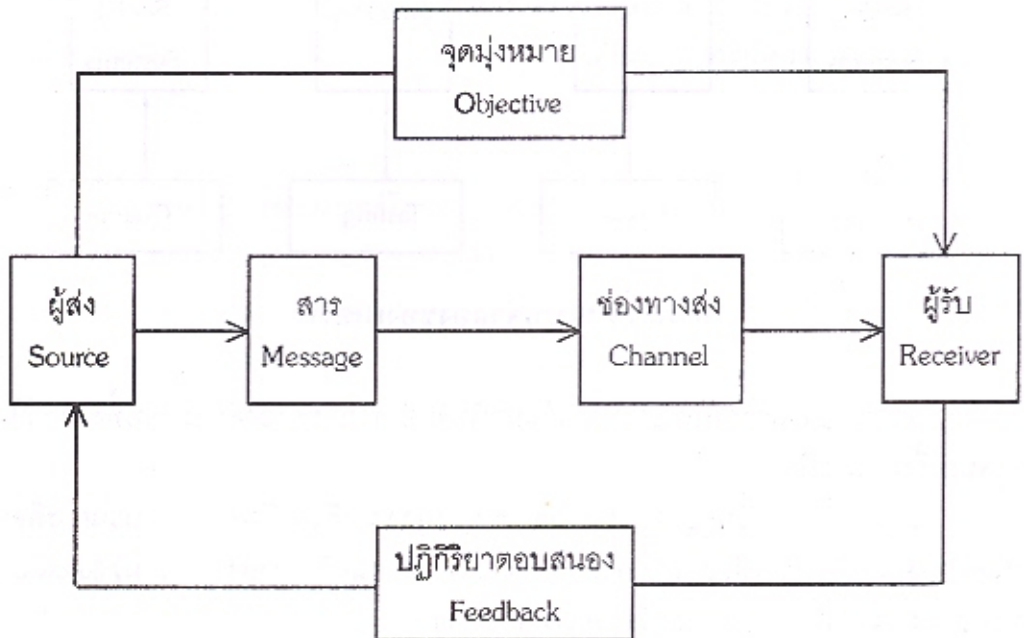 จุดมุ่งหมาย
Objective
ผู้ส่ง
Source
สาร
Message
ช่องทางส่ง
Channel
ผู้รับ
Receiver
ปฏิกิริยาตอบสนอง
Feedback